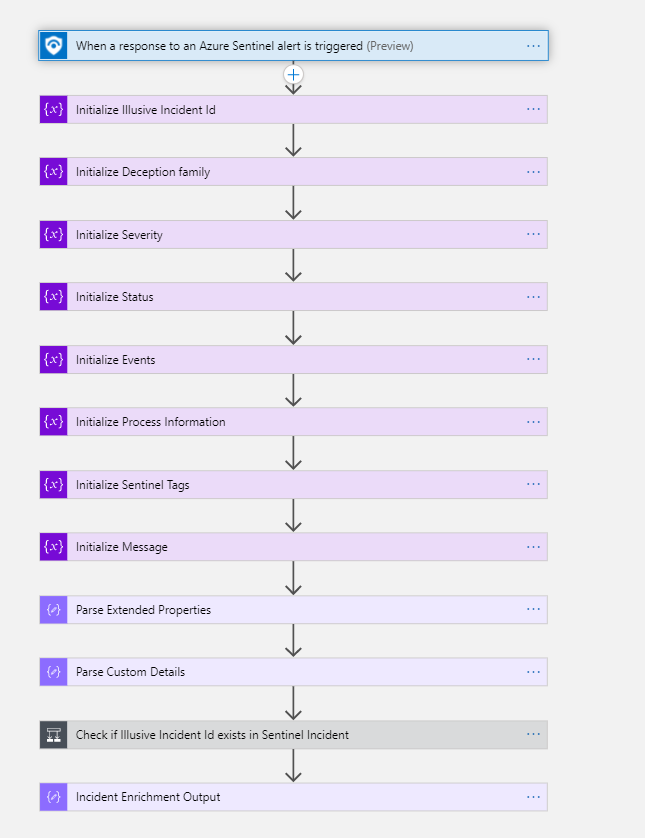 When a response to an Azure Sentinel alert is triggered (Preview)
{x} Initialize Illusive Incident Id
{x} Initialize Deception family
{x} Initialize Severity
{x} Initialize Status
{x} Initialize Events
{x} Initialize Process Information
{x} Initialize Sentinel Tags
{x} Initialize Message
Parse Extended Properties
Parse Custom Details
Check if Illusive Incident Id exists in Sentinel Incident
Incident Enrichment Output